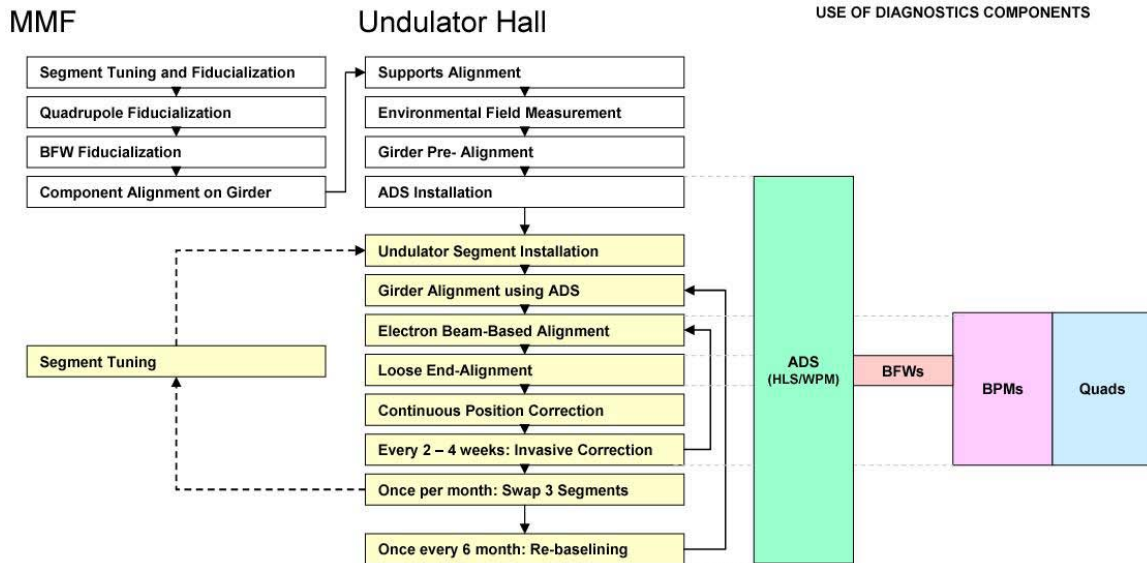 MMF
Undulator Hall
USE OF DIAGNOSTICS COMPONENTS
Segment Tuning and Fiducialization
Quadrupole Fiducialization
BFW Fiducialization
Component Alignment on Girder
Supports Alignment
Environmental Field Measurement
Girder Pre- Alignment
ADS Installation
Undulator Segment Installation
Girder Alignment using ADS
Electron Beam-Based Alignment
Loose End-Alignment
Continuous Position Correction
Every 2 – 4 weeks: Invasive Correction
Once per month: Swap 3 Segments
Once every 6 month: Re-baselining
Segment Tuning
ADS
(HLS/WPM)
BFWs
BPMs
Quads